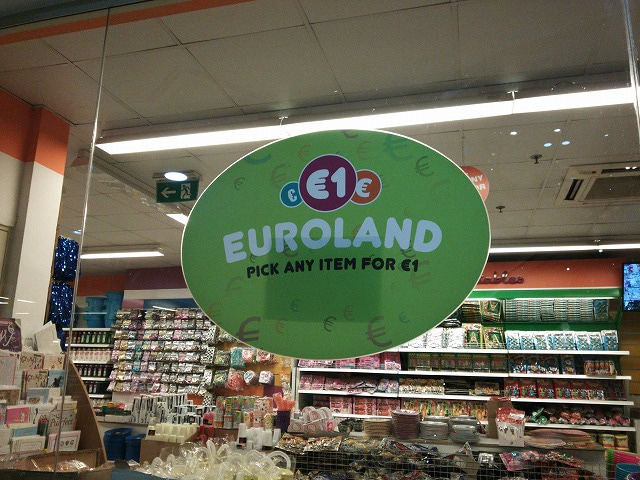 € €1 €
EUROLAND
PICK ANY ITEM FOR €1